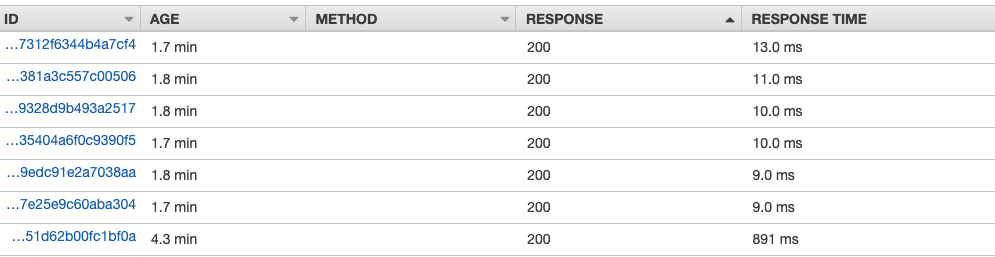 ID AGE METHOD RESPONSE RESPONSE TIME
...7312f6344b4a7cf4 1.7 min 200 13.0 ms
...381a3c557c00506 1.8 min 200 11.0 ms
...9328d9b493a2517 1.8 min 200 10.0 ms
...35404a6f0c9390f5 1.7 min 200 10.0 ms
...9edc91e2a7038aa 1.8 min 200 9.0 ms
...7e25e9c60aba304 1.7 min 200 9.0 ms
...51d62b00fc1bf0a 4.3 min 200 891 ms